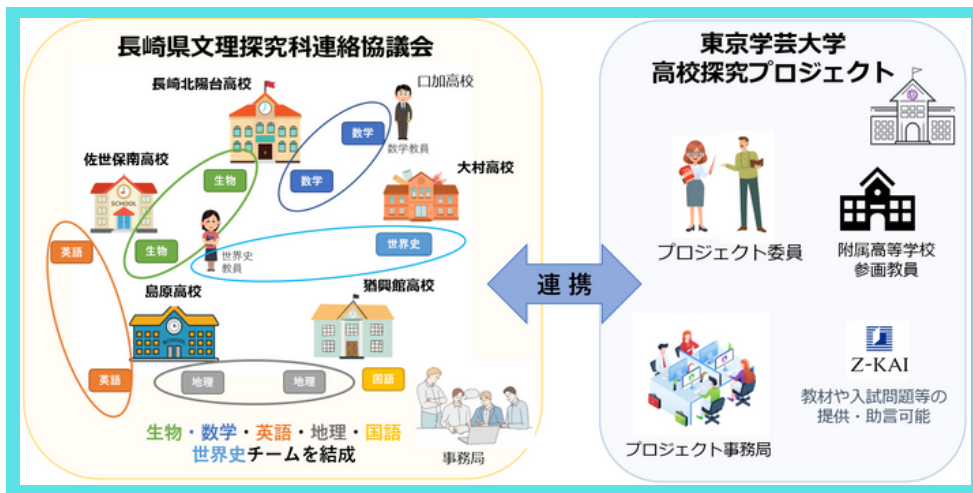 長崎県文理探究科連絡協議会
長崎北陽台高校
口加高校
数学
数学教員
佐世保南高校
生物
数学
大村高校
SCHOOL
英語
生物
世界史
教員
世界史
島原高校
猶興館高校
SCHOOL
英語
地理
地理
国語
生物・数学・英語・地理・国語
世界史チームを結成
事務局
連携
東京学芸大学
高校探究プロジェクト
プロジェクト委員
附属高等学校
参画教員
プロジェクト事務局
Z-KAI
教材や入試問題等の
提供・助言可能